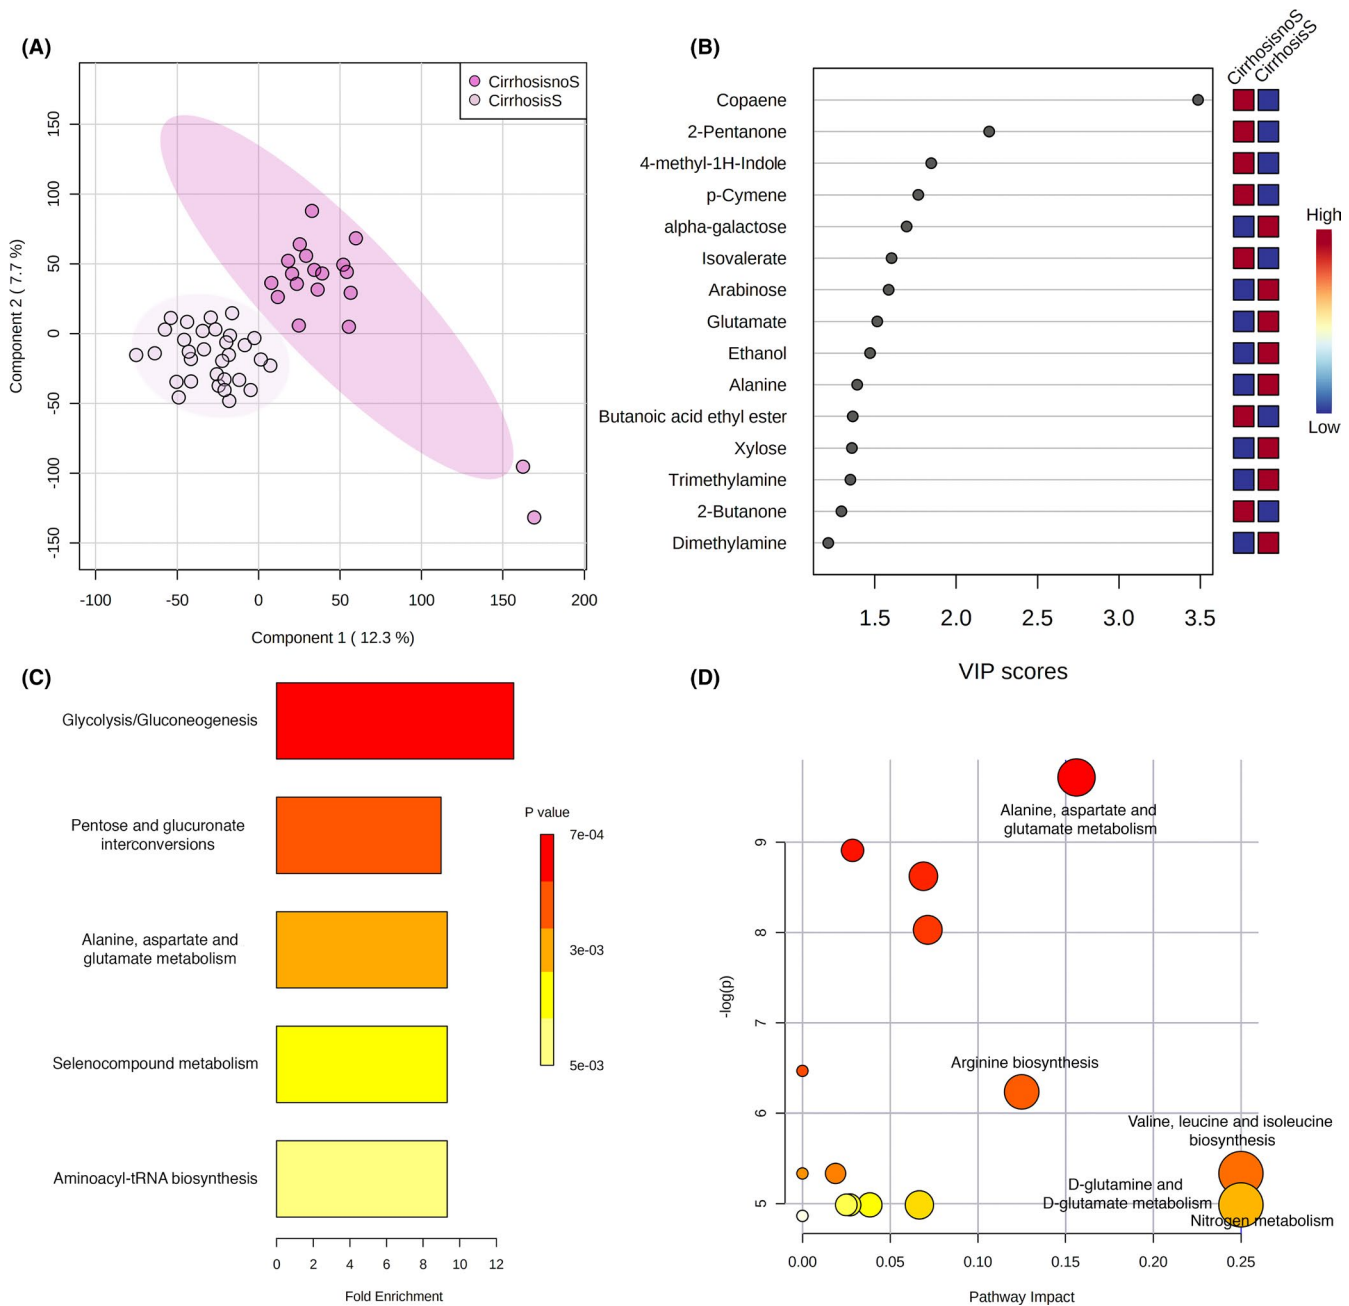 (A)
CirrhosisnoS
CirrhosisS
Component 2 ( 7.7 %)
150
100
50
0
-50
-100
-150
-100 -50 0 50 100 150 200
Component 1 ( 12.3 %)
(B)
CirrhosisnoS
CirrhosisS
Copaene
2-Pentanone
4-methyl-1H-Indole
p-Cymene
alpha-galactose
Isovalerate
Arabinose
Glutamate
Ethanol
Alanine
Butanoic acid ethyl ester
Xylose
Trimethylamine
2-Butanone
Dimethylamine
High
Low
1.5 2.0 2.5 3.0 3.5
VIP scores
(C)
Glycolysis/Gluconeogenesis
Pentose and glucuronate
interconversions
Alanine, aspartate and
glutamate metabolism
Selenocompound metabolism
Aminoacyl-tRNA biosynthesis
P value
7e-04
3e-03
5e-03
0 2 4 6 8 10 12
Fold Enrichment
(D)
Alanine, aspartate and
glutamate metabolism
Arginine biosynthesis
Valine, leucine and isoleucine
biosynthesis
D-glutamine and
D-glutamate metabolism
Nitrogen metabolism
-log(p)
9
8
7
6
5
0.00 0.05 0.10 0.15 0.20 0.25
Pathway Impact